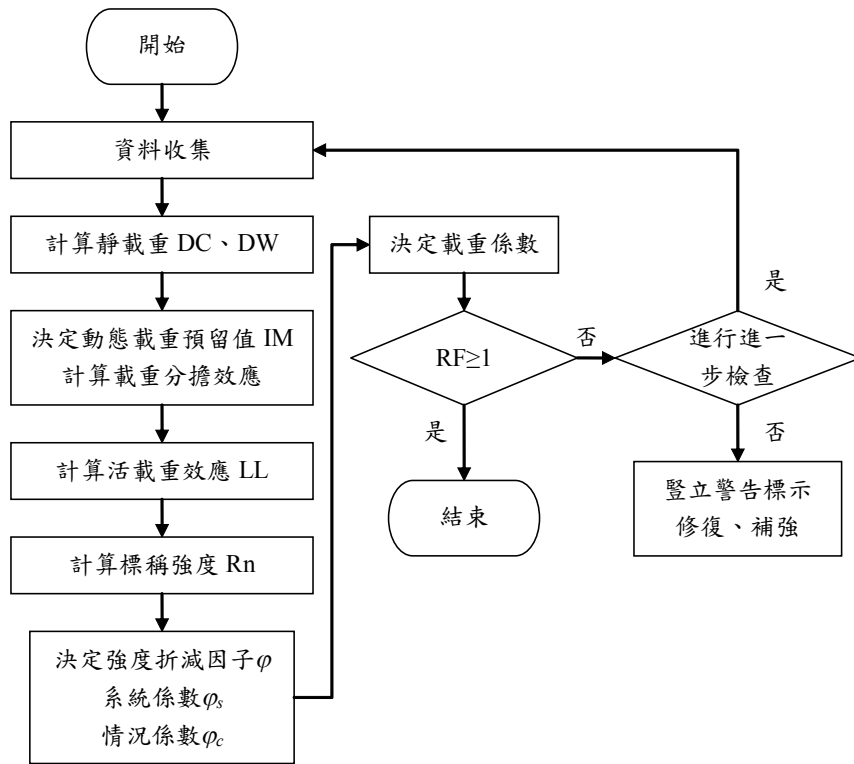 開始
資料收集
計算靜載重 DC、DW
決定動態載重預留值 IM
計算載重分擔效應
計算活載重效應 LL
計算標稱強度 Rn
決定強度折減因子φ
系統係數φs
情況係數φc
決定載重係數
RF≥1
否
是
結束
進行進一
步檢查
是
否
豎立警告標示
修復、補強